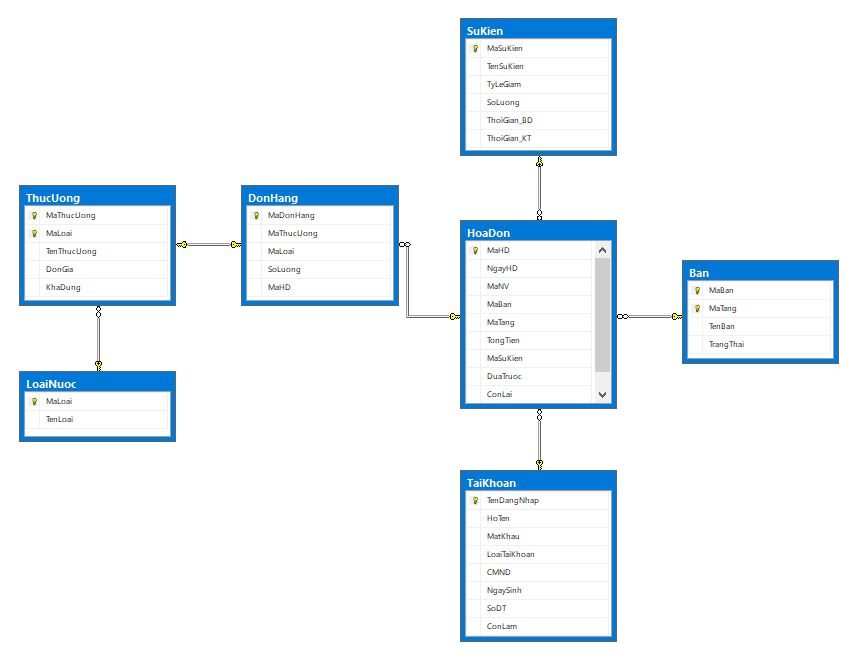 SuKien
MaSuKien
TenSuKien
TyLeGiam
SoLuong
ThoiGian_BD
ThoiGian_KT
ThucUong
MaThucUong
MaLoai
TenThucUong
DonGia
KhaDung
DonHang
MaDonHang
MaThucUong
MaLoai
SoLuong
MaHD
HoaDon
MaHD
NgayHD
MaNV
MaBan
MaTang
TongTien
MaSuKien
DuaTruoc
ConLai
Ban
MaBan
MaTang
TenBan
TrangThai
LoaiNuoc
MaLoai
TenLoai
TaiKhoan
TenDangNhap
HoTen
MatKhau
LoaiTaiKhoan
CMND
NgaySinh
SoDT
ConLam